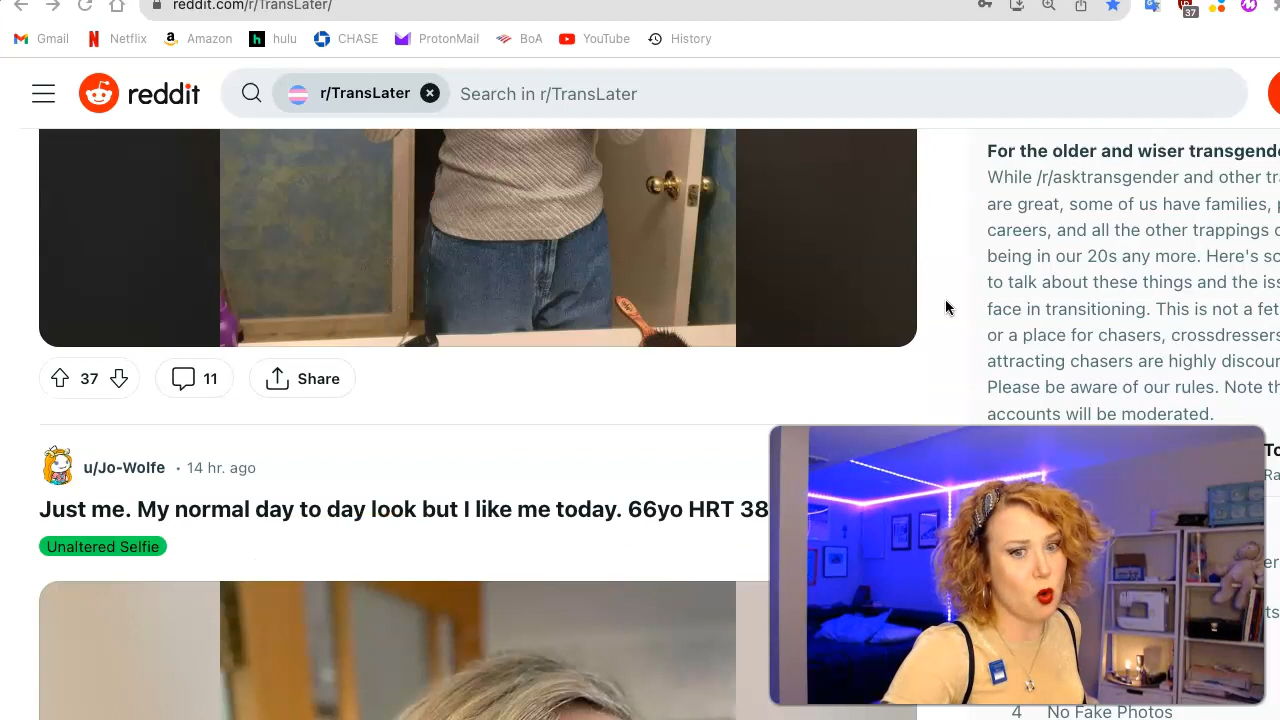 reddit.com/r/TransLater/
37
Gmail Netflix Amazon hulu CHASE ProtonMail BoA YouTube History
reddit r/TransLater Search in r/TransLater
For the older and wiser transgend
While /r/asktransgender and other tr
are great, some of us have families, p
careers, and all the other trappings o
being in our 20s any more. Here's so
to talk about these things and the iss
face in transitioning. This is not a fet
or a place for chasers, crossdressers
attracting chasers are highly discour
Please be aware of our rules. Note th
accounts will be moderated.
37 11 Share
u/Jo-Wolfe • 14 hr. ago
Just me. My normal day to day look but I like me today. 66yo HRT 38
Unaltered Selfie
To
Ra
er
ts
4 No Fake Photos